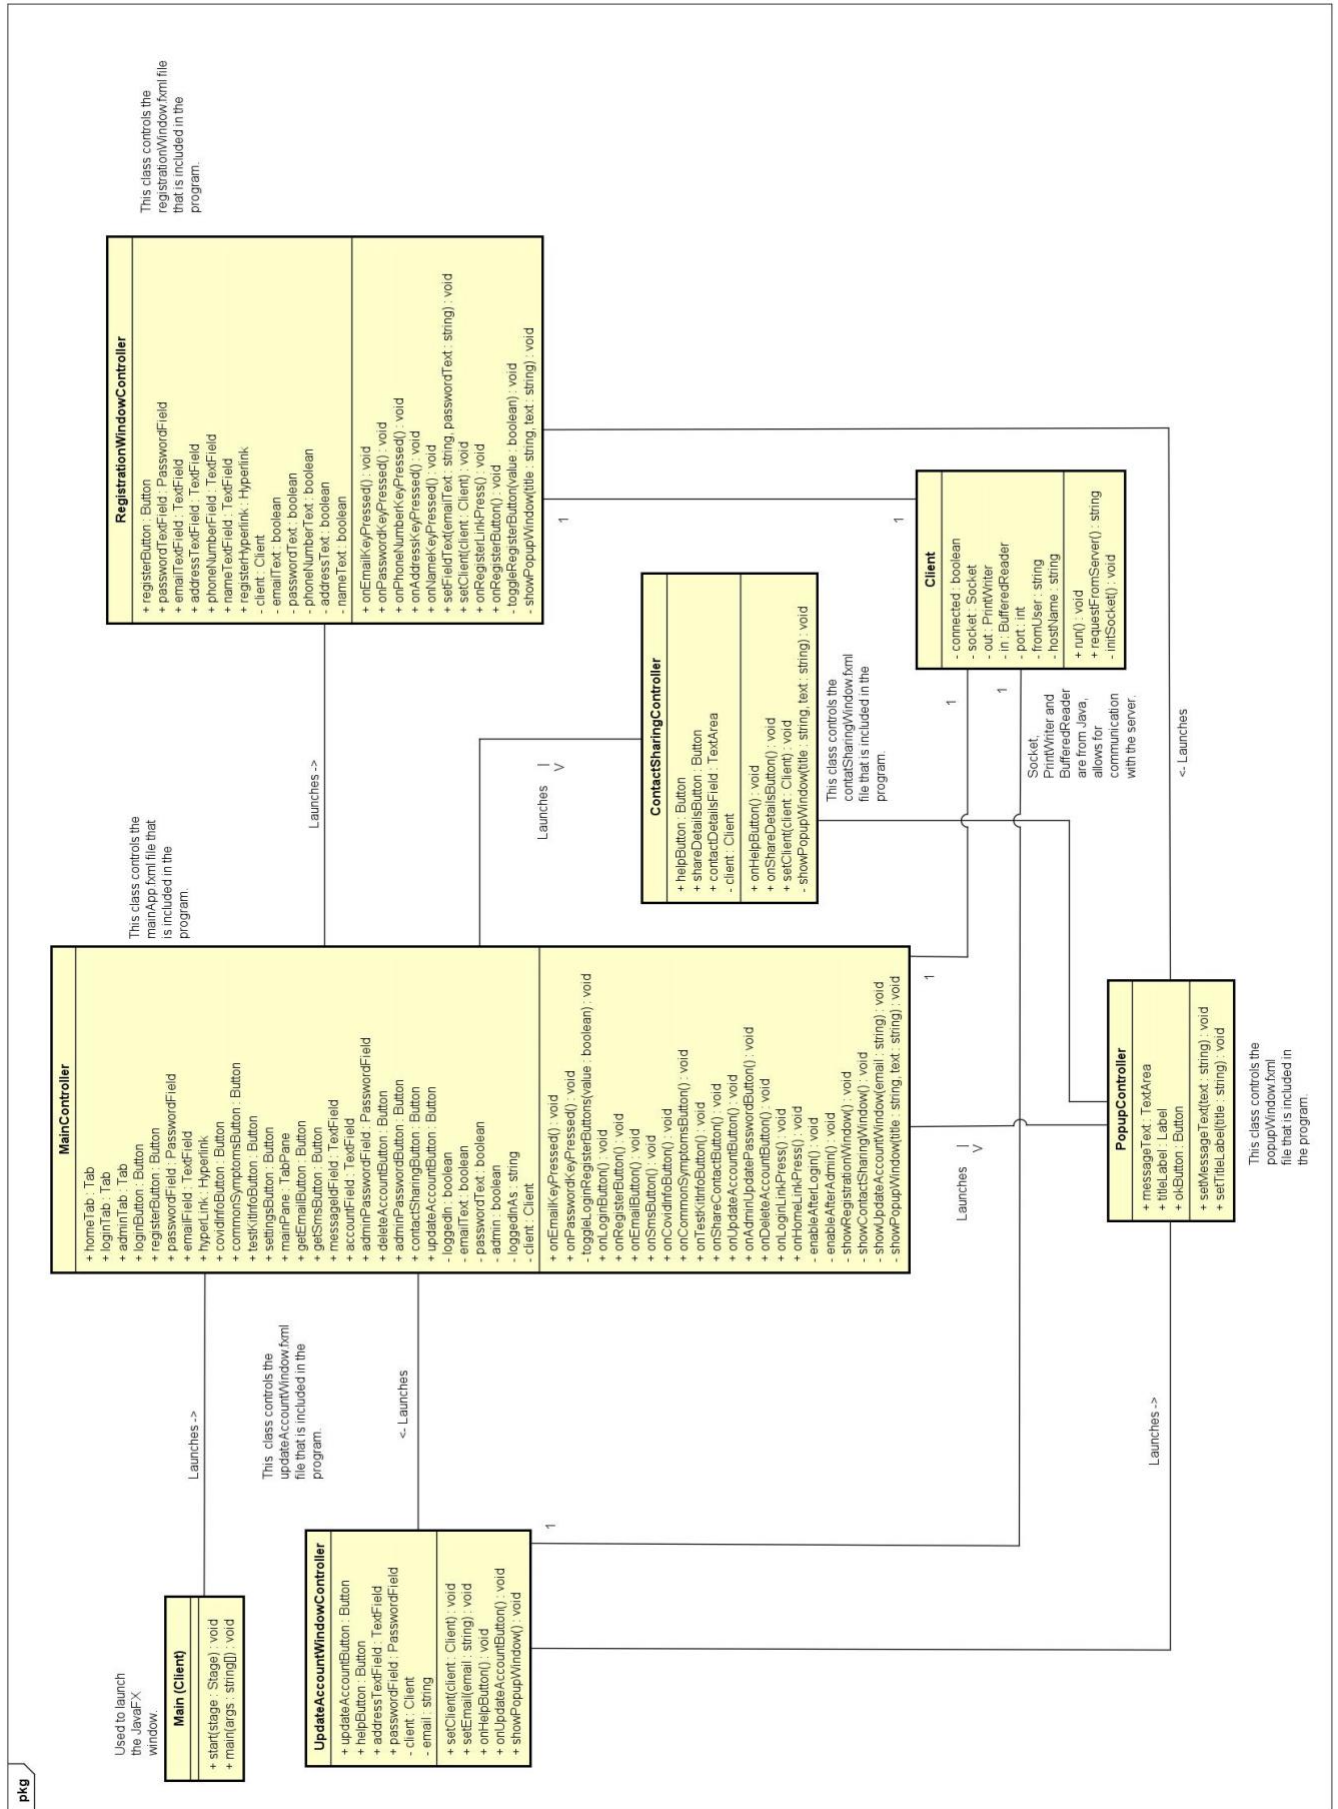 pkg
Used to launch
the JavaFX
window.
Main (Client)
+ start(stage : Stage) : void
+ main(args : string[]) : void
Launches ->
This class controls the
mainApp.fxml file that
is included in the
program.
MainController
+ homeTab : Tab
+ loginTab : Tab
+ adminTab : Tab
+ loginButton : Button
+ registerButton : Button
+ passwordField : PasswordField
+ emailField : TextField
+ hyperLink : Hyperlink
+ covidInfoButton : Button
+ commonSymptomsButton : Button
+ testKitInfoButton : Button
+ settingsButton : Button
+ mainPane : TabPane
+ getEmailButton : Button
+ getSmsButton : Button
+ messageIdField : TextField
+ accountField : TextField
+ adminPasswordField : PasswordField
+ deleteAccountButton : Button
+ adminPasswordButton : Button
+ contactSharingButton : Button
+ updateAccountButton : Button
- loggedIn : boolean
- emailText : boolean
- passwordText : boolean
- admin : boolean
- loggedInAs : string
- client : Client
+ onEmailKeyPressed() : void
+ onPasswordKeyPressed() : void
- toggleLoginRegisterButtons(value : boolean) : void
+ onLoginButton() : void
+ onRegisterButton() : void
+ onEmailButton() : void
+ onSmsButton() : void
+ onCovidInfoButton() : void
+ onCommonSymptomsButton() : void
+ onTestKitInfoButton() : void
+ onShareContactButton() : void
+ onUpdateAccountButton() : void
+ onAdminUpdatePasswordButton() : void
+ onDeleteAccountButton() : void
+ onLoginLinkPress() : void
+ onHomeLinkPress() : void
- enableAfterLogin() : void
- enableAfterAdmin() : void
- showRegistrationWindow() : void
- showContactSharingWindow() : void
- showUpdateAccountWindow(email : string) : void
- showPopupWindow(title : string, text : string) : void
Launches ->
This class controls the
registrationWindow.fxml file
that is included in the
program.
RegistrationWindowController
+ registerButton : Button
+ passwordTextField : PasswordField
+ emailTextField : TextField
+ addressTextField : TextField
+ phoneNumberField : TextField
+ nameTextField : TextField
+ registerHyperlink : Hyperlink
- client : Client
- emailText : boolean
- passwordText : boolean
- phoneNumberText : boolean
- addressText : boolean
- nameText : boolean
+ onEmailKeyPressed() : void
+ onPasswordKeyPressed() : void
+ onPhoneNumberKeyPressed() : void
+ onAddressKeyPressed() : void
+ onNameKeyPressed() : void
+ setFieldText(emailText : string, passwordText : string) : void
+ setClient(client : Client) : void
+ onRegisterLinkPress() : void
+ onRegisterButton() : void
- toggleRegisterButton(value : boolean) : void
- showPopupWindow(title : string, text : string) : void
This class controls the
updateAccountWindow.fxml
file that is included in the
program.
<- Launches
UpdateAccountWindowController
+ updateAccountButton : Button
+ helpButton : Button
+ addressTextField : TextField
+ passwordField : PasswordField
- client : Client
- email : string
+ setClient(client : Client) : void
+ setEmail(email : string) : void
+ onHelpButton() : void
+ onUpdateAccountButton() : void
+ showPopupWindow() : void
1
Launches | V
ContactSharingController
+ helpButton : Button
+ shareDetailsButton : Button
+ contactDetailsField : TextArea
- client : Client
+ onHelpButton() : void
+ onShareDetailsButton() : void
+ setClient(client : Client) : void
- showPopupWindow(title : string, text : string) : void
This class controls the
contatSharingWindow.fxml
file that is included in the
program.
1
1
Client
- connected : boolean
- socket : Socket
- out : PrintWriter
- in : BufferedReader
- port : int
- fromUser : string
- hostName : string
+ run() : void
+ requestFromServer() : string
- initSocket() : void
1
1
1
Socket,
PrintWriter and
BufferedReader
are from Java,
allows for
communication
with the server.
Launches | V
PopupController
+ messageText : TextArea
+ titleLabel : Label
+ okButton : Button
+ setMessageText(text : string) : void
+ setTitleLabel(title : string) : void
Launches ->
<- Launches
This class controls the
popupWindow.fxml
file that is included in
the program.